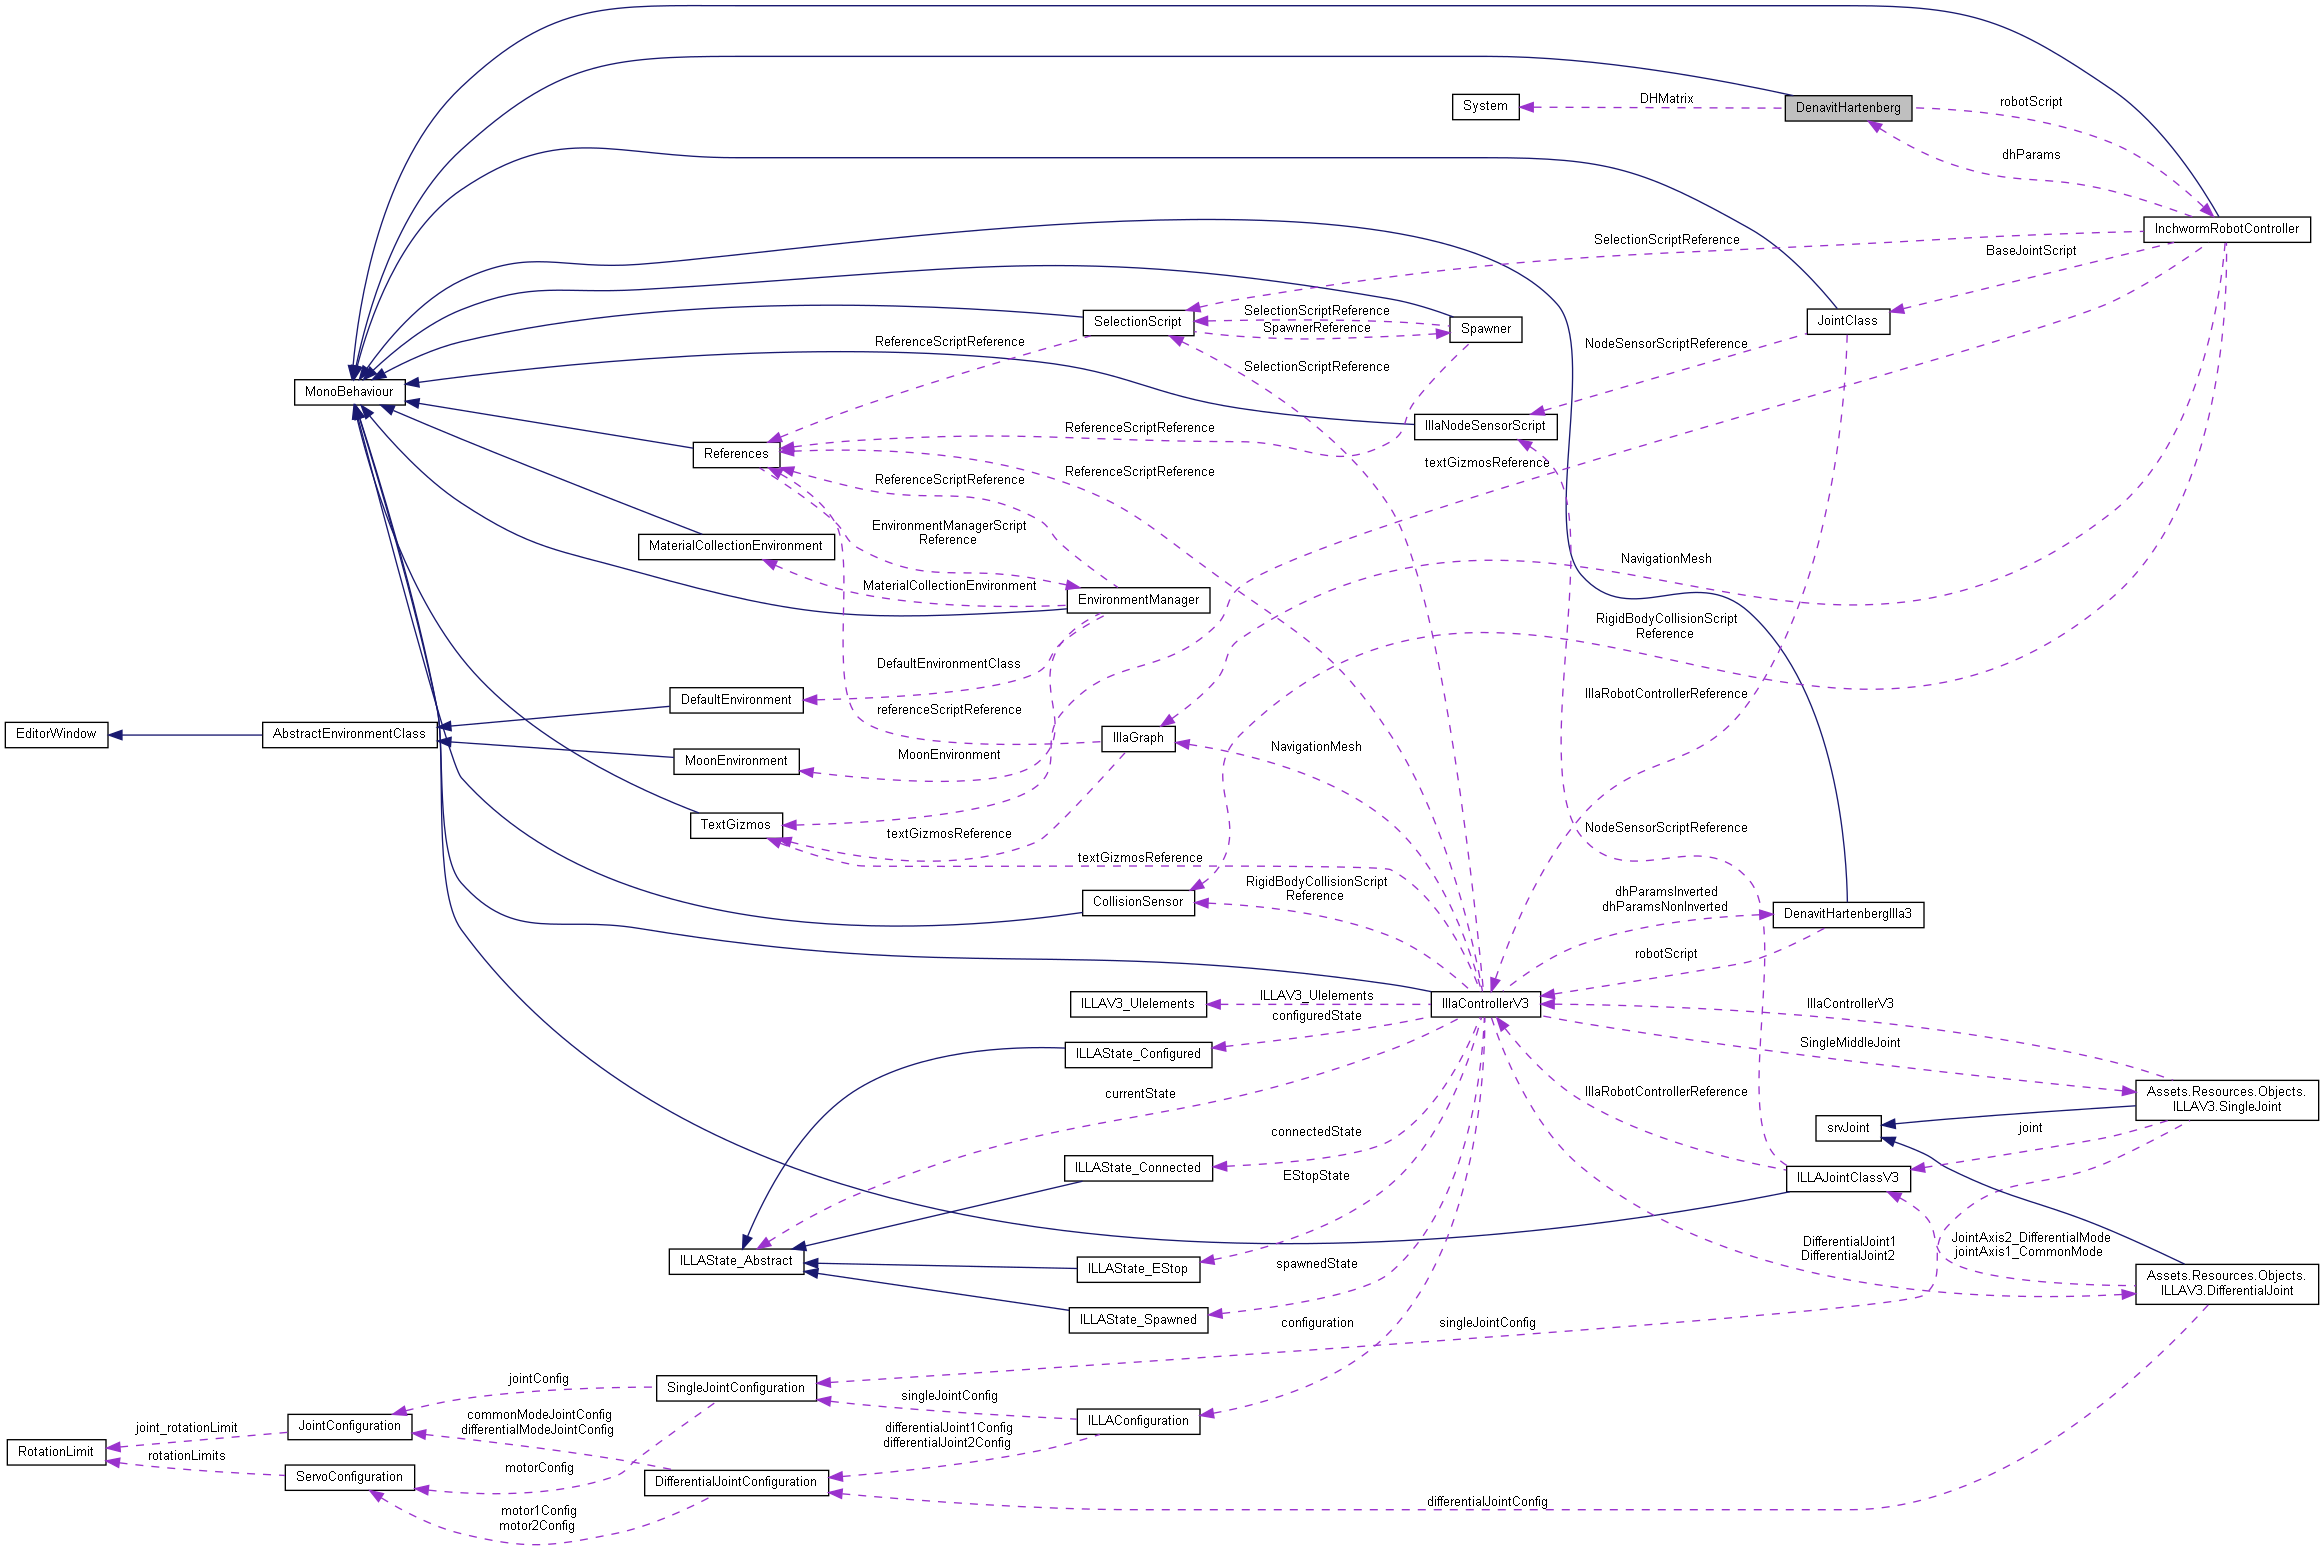 DHMatrix
System
DenavitHartenberg
robotScript
dhParams
InchwormRobotController
SelectionScriptReference
BaseJointScript
SelectionScript
SelectionScriptReference
SpawnerReference
Spawner
JointClass
ReferenceScriptReference
NodeSensorScriptReference
SelectionScriptReference
MonoBehaviour
IllaNodeSensorScript
ReferenceScriptReference
References
textGizmosReference
ReferenceScriptReference
ReferenceScriptReference
EnvironmentManagerScript
Reference
MaterialCollectionEnvironment
NavigationMesh
MaterialCollectionEnvironment
EnvironmentManager
RigidBodyCollisionScript
Reference
DefaultEnvironmentClass
DefaultEnvironment
IllaRobotControllerReference
referenceScriptReference
EditorWindow
AbstractEnvironmentClass
IllaGraph
NavigationMesh
MoonEnvironment
MoonEnvironment
TextGizmos
textGizmosReference
NodeSensorScriptReference
textGizmosReference
RigidBodyCollisionScript
Reference
CollisionSensor
dhParamsInverted
dhParamsNonInverted
DenavitHartenbergIlla3
robotScript
ILLAV3_UIelements
ILLAV3_UIelements
IllaControllerV3
IllaControllerV3
configuredState
SingleMiddleJoint
ILLAState_Configured
currentState
IllaRobotControllerReference
Assets.Resources.Objects.
ILLAV3.SingleJoint
srvJoint
joint
connectedState
ILLAState_Connected
EStopState
ILLAJointClassV3
DifferentialJoint1
DifferentialJoint2
JointAxis2_DifferentialMode
jointAxis1_CommonMode
ILLAState_Abstract
ILLAState_EStop
spawnedState
Assets.Resources.Objects.
ILLAV3.DifferentialJoint
ILLAState_Spawned
configuration
singleJointConfig
jointConfig
SingleJointConfiguration
singleJointConfig
joint_rotationLimit
JointConfiguration
commonModeJointConfig
differentialModeJointConfig
ILLAConfiguration
differentialJoint1Config
differentialJoint2Config
RotationLimit
rotationLimits
ServoConfiguration
motorConfig
DifferentialJointConfiguration
motor1Config
motor2Config
differentialJointConfig